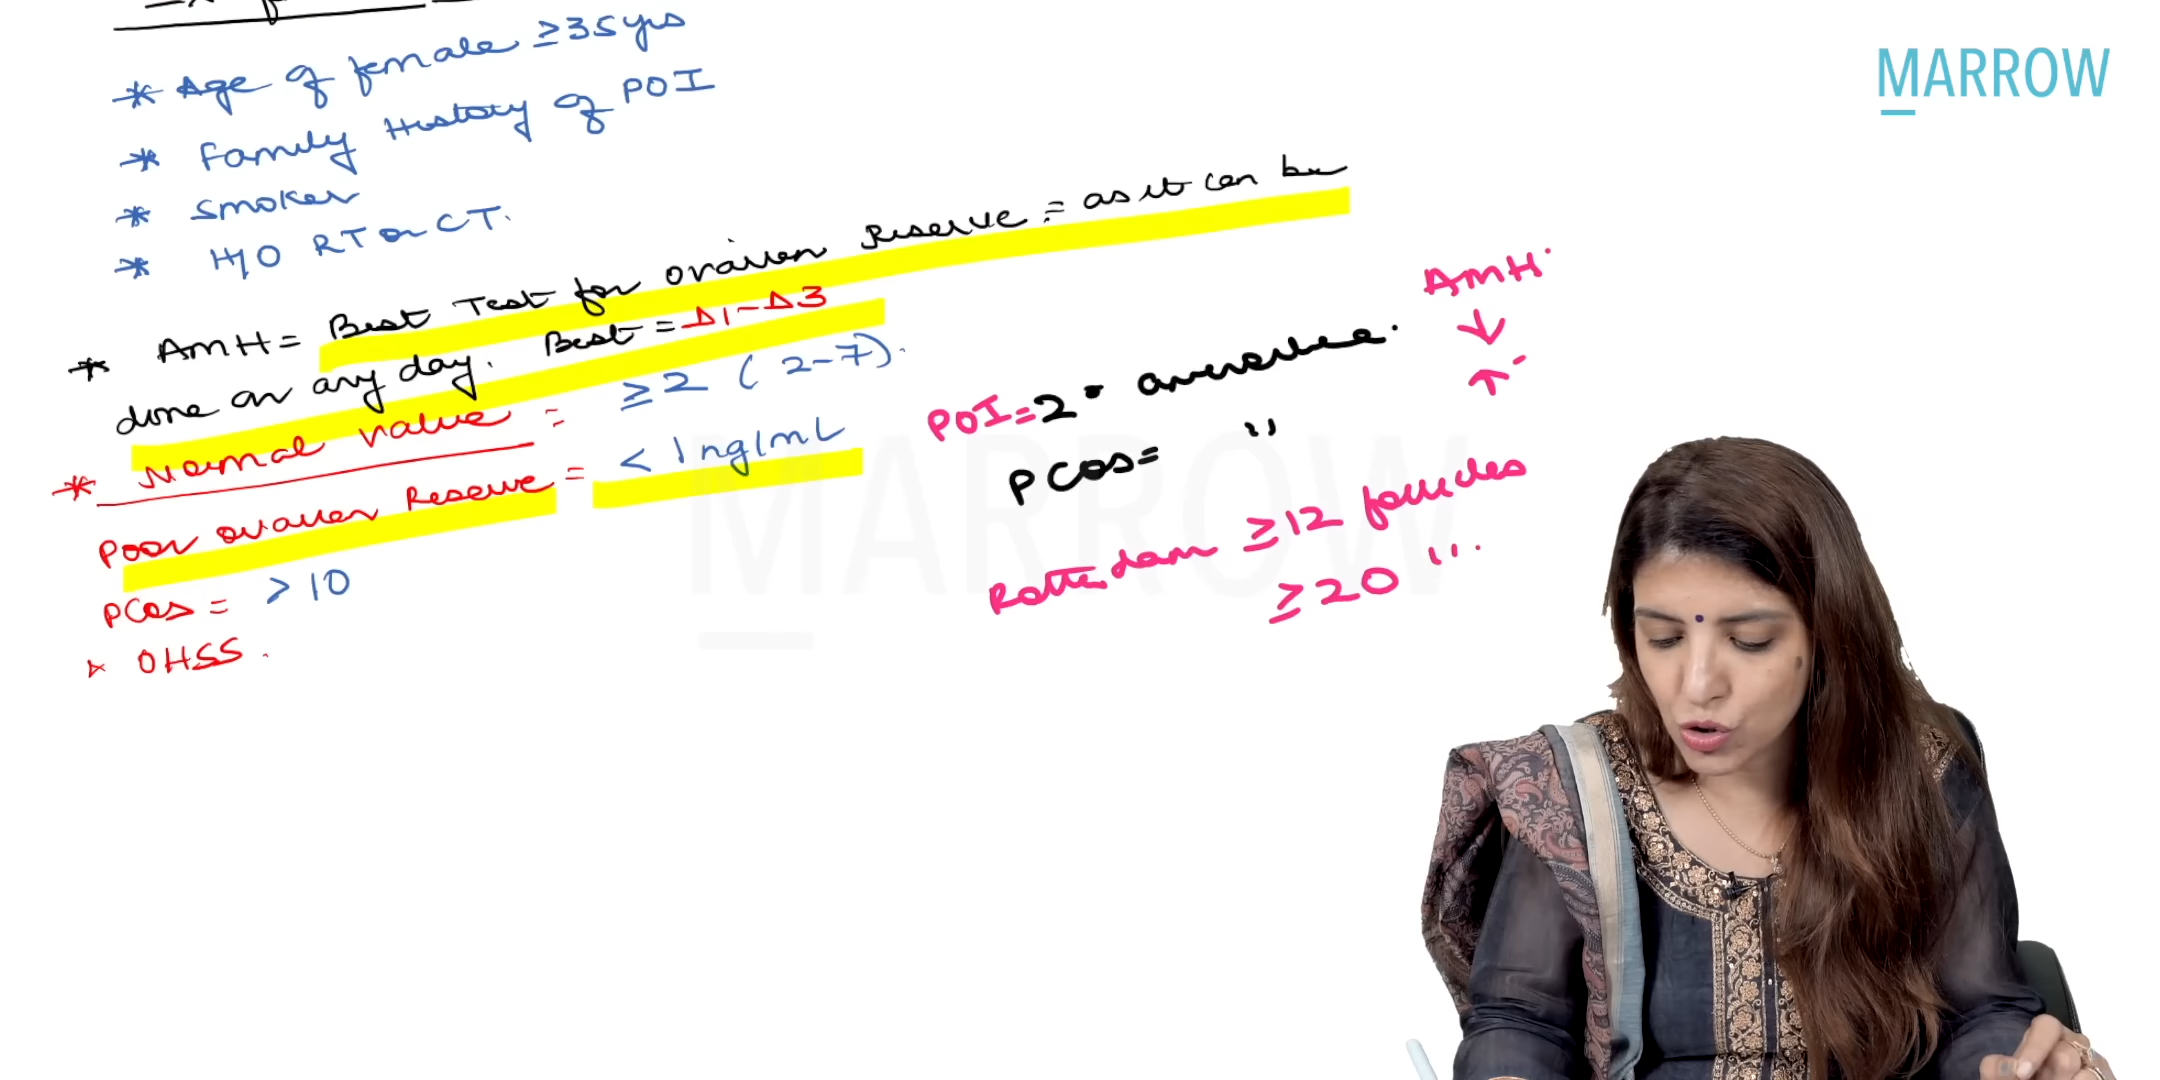 MARROW
* Age of female ≥35yrs
* Family History of POI
* Smoker
* H/O RT or CT.
* AMH = Best Test for ovarian Reserve = as it can be
done on any day. Best = D1-D3
* Normal value = ≥2 (2-7).
Poor ovarian Reserve = <1ng/mL
PCOS = >10
* OHSS.
AMH.
↓
↑
POI=2°
PCOS= "
Rotterdam ≥12 follicles
≥20 ".
MARROW